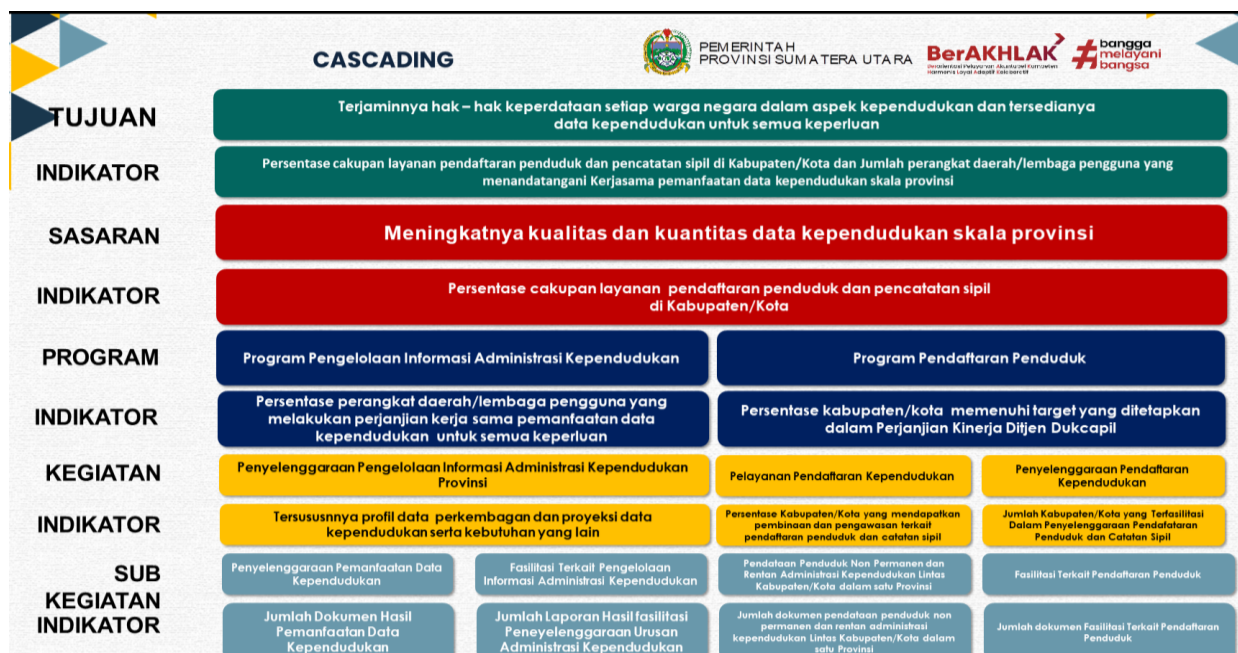 CASCADING
PEMERINTAH
PROVINSI SUMATERA UTARA
BerAKHLAK
Berorientasi Pelayanan Akuntabel Kompeten
Harmonis Loyal Adaptif Kolaboratif
#bangga
melayani
bangsa
TUJUAN
Terjaminnya hak – hak keperdataan setiap warga negara dalam aspek kependudukan dan tersedianya
data kependudukan untuk semua keperluan
INDIKATOR
Persentase cakupan layanan pendaftaran penduduk dan pencatatan sipil di Kabupaten/Kota dan Jumlah perangkat daerah/lembaga pengguna yang
menandatangani Kerjasama pemanfaatan data kependudukan skala provinsi
SASARAN
Meningkatnya kualitas dan kuantitas data kependudukan skala provinsi
INDIKATOR
Persentase cakupan layanan pendaftaran penduduk dan pencatatan sipil
di Kabupaten/Kota
PROGRAM
Program Pengelolaan Informasi Administrasi Kependudukan
Program Pendaftaran Penduduk
INDIKATOR
Persentase perangkat daerah/lembaga pengguna yang
melakukan perjanjian kerja sama pemanfaatan data
kependudukan untuk semua keperluan
Persentase kabupaten/kota memenuhi target yang ditetapkan
dalam Perjanjian Kinerja Ditjen Dukcapil
KEGIATAN
Penyelenggaraan Pengelolaan Informasi Administrasi Kependudukan
Provinsi
Pelayanan Pendaftaran Kependudukan
Penyelenggaraan Pendaftaran
Kependudukan
INDIKATOR
Tersususnnya profil data perkembagan dan proyeksi data
kependudukan serta kebutuhan yang lain
Persentase Kabupaten/Kota yang mendapatkan
pembinaan dan pengawasan terkait
pendaftaran penduduk dan catatan sipil
Jumlah Kabupaten/Kota yang Terfasilitasi
Dalam Penyelenggaraan Pendafataran
Penduduk dan Catatan Sipil
SUB
KEGIATAN
Penyelenggaraan Pemanfaatan Data
Kependudukan
Fasilitasi Terkait Pengelolaan
Informasi Administrasi Kependudukan
Pendataan Penduduk Non Permanen dan
Rentan Administrasi Kependudukan Lintas
Kabupaten/Kota dalam satu Provinsi
Fasilitasi Terkait Pendaftaran Penduduk
INDIKATOR
Jumlah Dokumen Hasil
Pemanfaatan Data
Kependudukan
Jumlah Laporan Hasil fasilitasi
Peneyelenggaraan Urusan
Administrasi Kependudukan
Jumlah dokumen pendataan penduduk non
permanen dan rentan administrasi
kependudukan Lintas Kabupaten/Kota dalam
satu Provinsi
Jumlah dokumen Fasilitasi Terkait Pendaftaran
Penduduk